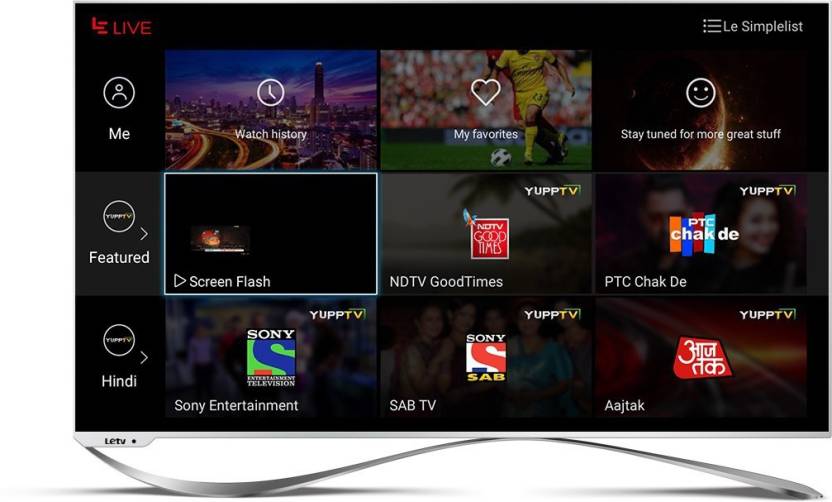 LE LIVE
Le Simplelist
Me
Watch history
My favorites
Stay tuned for more great stuff
YUPPTV
Featured
Screen Flash
YUPPTV
NDTV
GOOD
TIMES
NDTV GoodTimes
YUPPTV
PTC
chak de
PTC Chak De
YUPPTV
Hindi
YUPPTV
SONY
ENTERTAINMENT
TELEVISION
Sony Entertainment
YUPPTV
SONY
SAB
SAB TV
YUPPTV
आज
तक
Aajtak
Letv